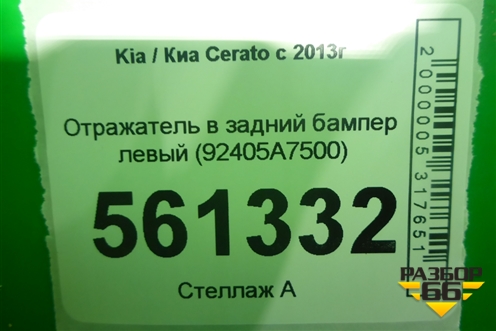 Kia / Киа Cerato с 2013г
Отражатель в задний бампер
левый (92405A7500)
561332
Стеллаж А
2000005317651
РАЗБОР
66